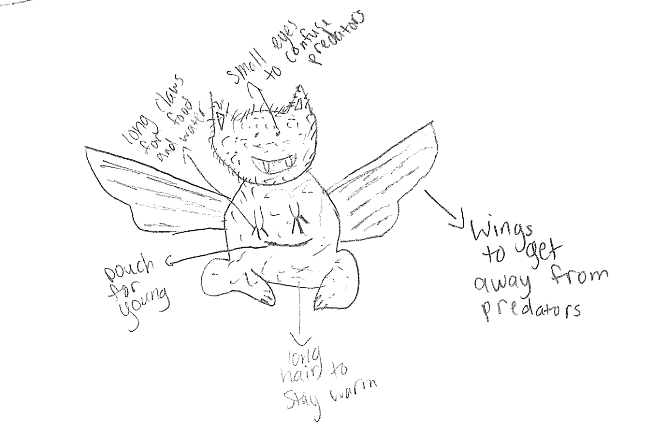 small eyes
to confuse
predators
long claws
for food
and water
Wings
to get
away from
predators
pouch
for
young
long
hair to
stay warm